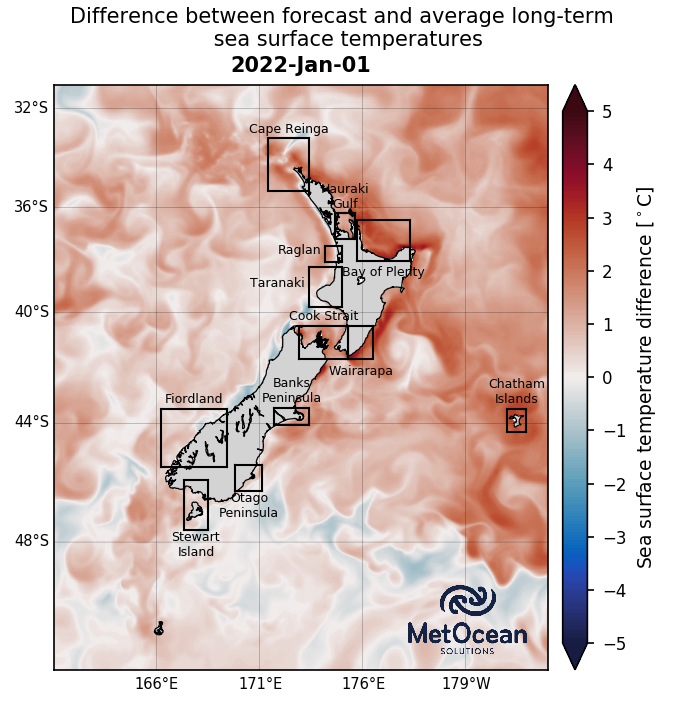 Difference between forecast and average long-term
sea surface temperatures
2022-Jan-01
32°S
36°S
40°S
44°S
48°S
Cape Reinga
Hauraki
Gulf
Raglan
Bay of Plenty
Taranaki
Cook Strait
Wairarapa
Banks
Peninsula
Fiordland
Chatham
Islands
Otago
Peninsula
Stewart
Island
MetOcean
SOLUTIONS
166°E
171°E
176°E
179°W
5
4
3
2
1
0
−1
−2
−3
−4
−5
Sea surface temperature difference [°C]